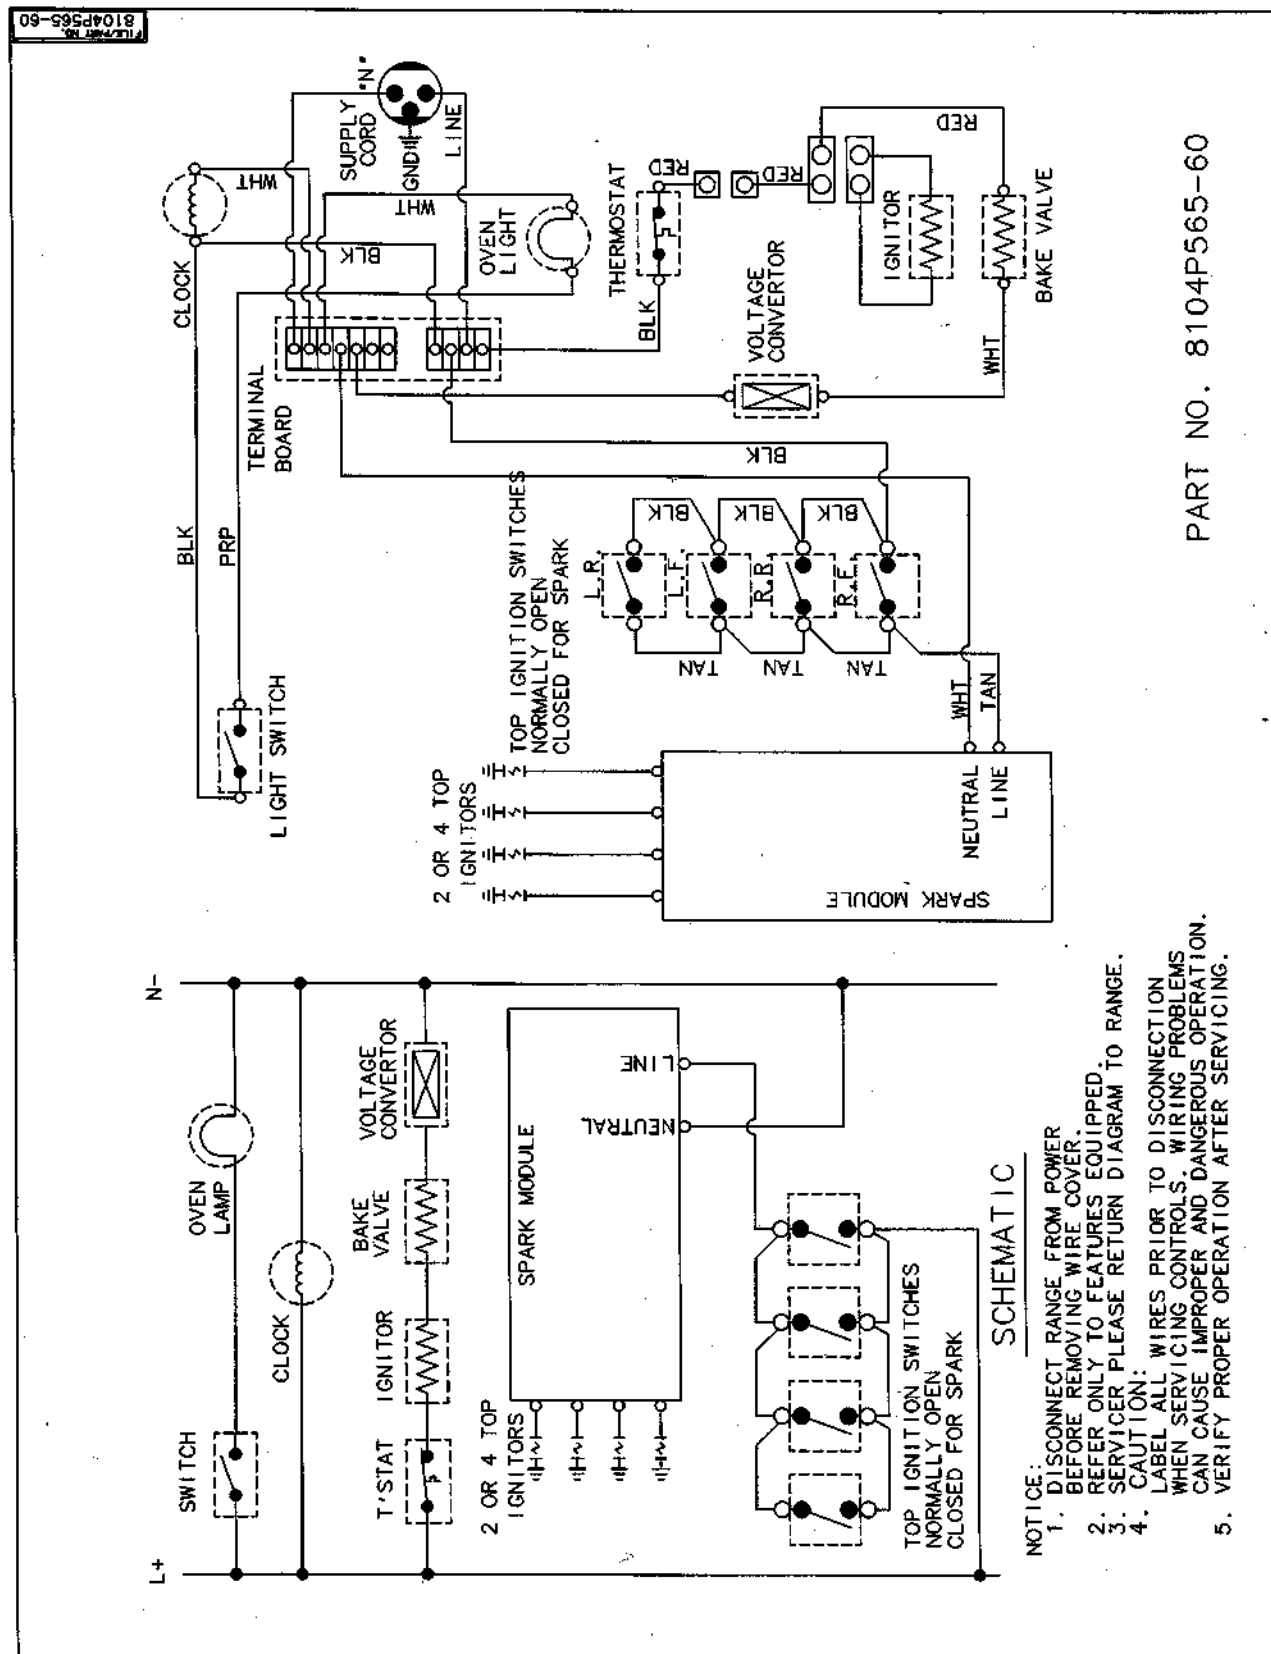 FILE/PART NO.
8104P565-60
CLOCK
WHT
SUPPLY
CORD
"N"
GND
LINE
WHT
BLK
OVEN
LIGHT
THERMOSTAT
RED
RED
RED
IGNITOR
BAKE VALVE
BLK
VOLTAGE
CONVERTOR
WHT
TERMINAL
BOARD
BLK
BLK
PRP
LIGHT SWITCH
TOP IGNITION SWITCHES
NORMALLY OPEN
CLOSED FOR SPARK
L.R.
L.F.
R.R.
R.F.
BLK
BLK
BLK
TAN
TAN
TAN
WHT
TAN
2 OR 4 TOP
IGNITORS
NEUTRAL
LINE
SPARK MODULE
PART NO. 8104P565-60
N-
L+
OVEN
LAMP
SWITCH
CLOCK
VOLTAGE
CONVERTOR
BAKE
VALVE
IGNITOR
T'STAT
LINE
NEUTRAL
SPARK MODULE
2 OR 4 TOP
IGNITORS
TOP IGNITION SWITCHES
NORMALLY OPEN
CLOSED FOR SPARK
SCHEMATIC
NOTICE:
1. DISCONNECT RANGE FROM POWER
BEFORE REMOVING WIRE COVER.
2. REFER ONLY TO FEATURES EQUIPPED.
3. SERVICER PLEASE RETURN DIAGRAM TO RANGE.
4. CAUTION:
LABEL ALL WIRES PRIOR TO DISCONNECTION
WHEN SERVICING CONTROLS. WIRING PROBLEMS
CAN CAUSE IMPROPER AND DANGEROUS OPERATION.
5. VERIFY PROPER OPERATION AFTER SERVICING.